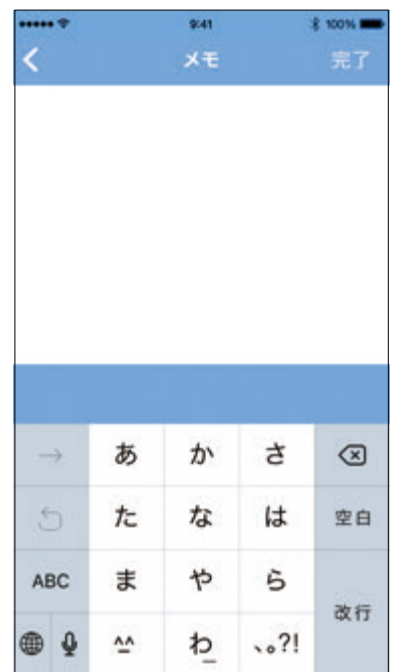 9:41 100%
メモ 完了
→ あ か さ
た な は 空白
ABC ま や ら
^^ わ_ 、。?! 改行